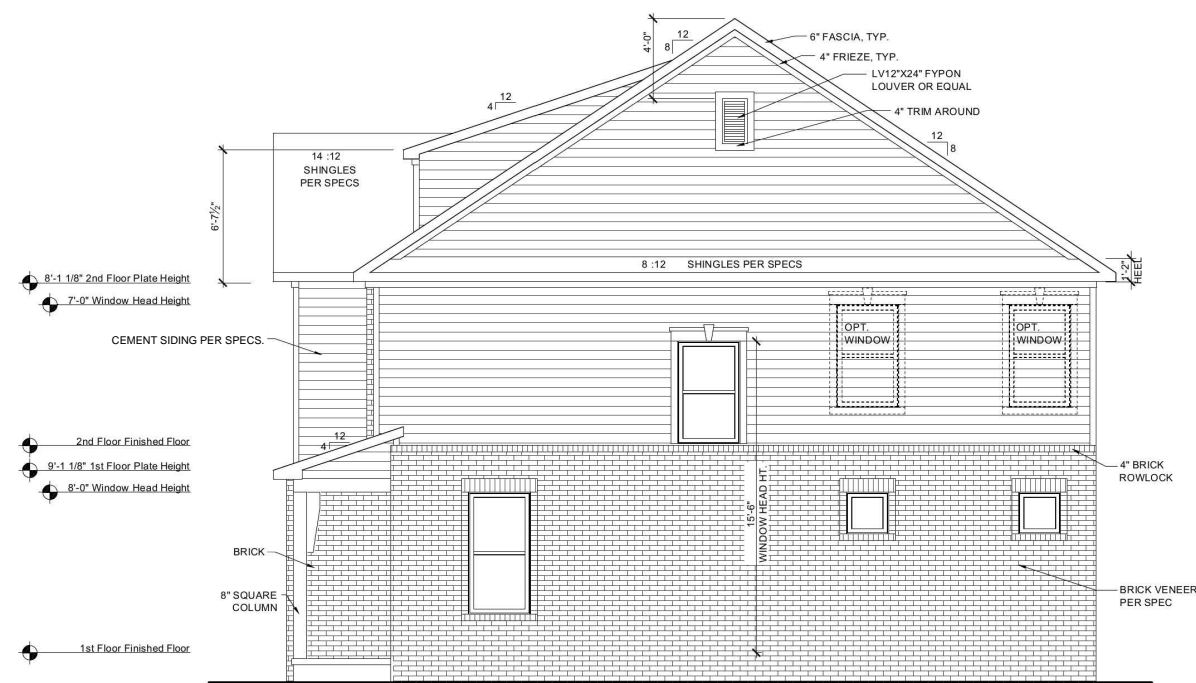 12
8
4'-0"
6" FASCIA, TYP.
4" FRIEZE, TYP.
LV12"X24" FYPON
LOUVER OR EQUAL
4" TRIM AROUND
12
4
12
8
14 :12
SHINGLES
PER SPECS
6'-7½"
8 :12 SHINGLES PER SPECS
1'-2"
HEEL
8'-1 1/8" 2nd Floor Plate Height
7'-0" Window Head Height
CEMENT SIDING PER SPECS.
OPT.
WINDOW
OPT.
WINDOW
2nd Floor Finished Floor
12
4
9'-1 1/8" 1st Floor Plate Height
8'-0" Window Head Height
4" BRICK
ROWLOCK
15'-6"
WINDOW HEAD HT.
BRICK
8" SQUARE
COLUMN
BRICK VENEER
PER SPEC
1st Floor Finished Floor